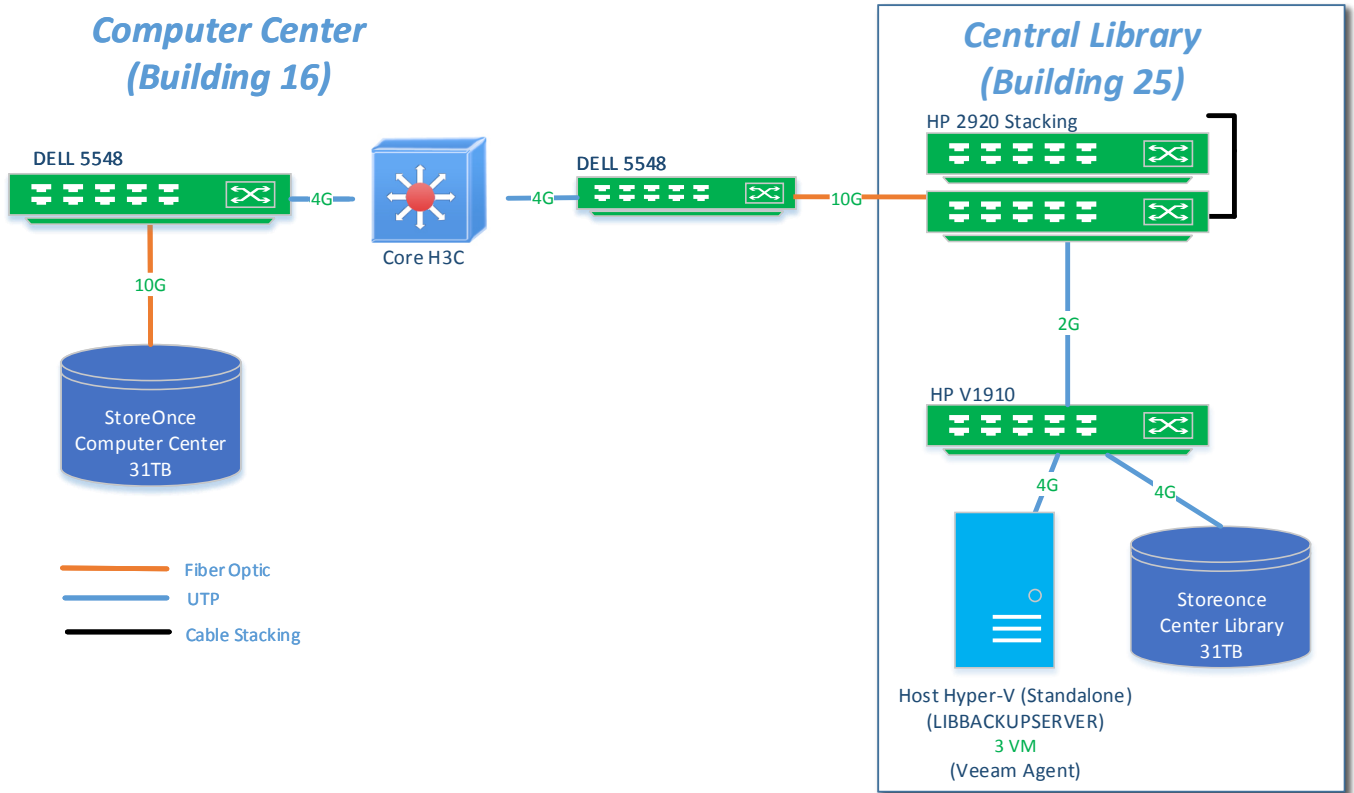 Computer Center
(Building 16)
Central Library
(Building 25)
HP 2920 Stacking
DELL 5548
DELL 5548
4G
4G
10G
Core H3C
10G
2G
StoreOnce
Computer Center
31TB
HP V1910
4G
4G
Fiber Optic
UTP
Cable Stacking
Storeonce
Center Library
31TB
Host Hyper-V (Standalone)
(LIBBACKUPSERVER)
3 VM
(Veeam Agent)